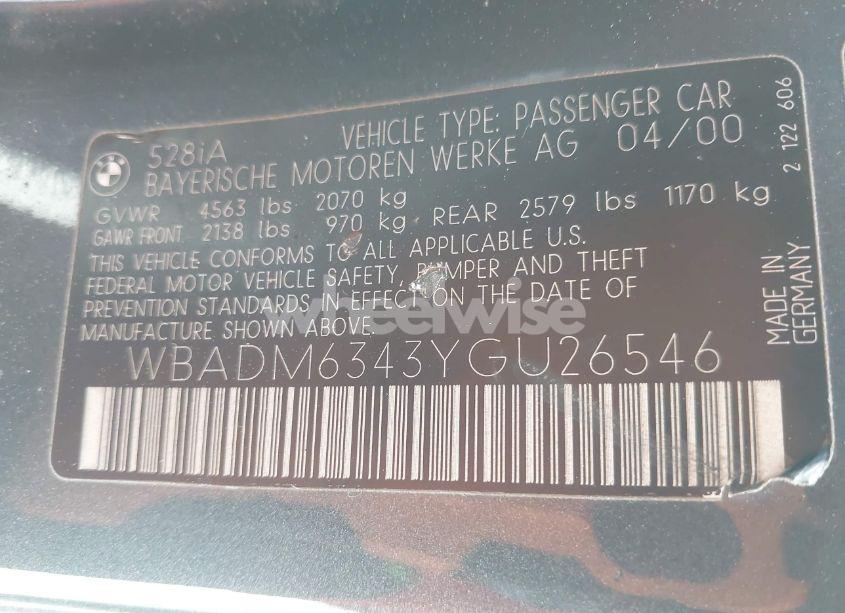 528iA VEHICLE TYPE: PASSENGER CAR
BAYERISCHE MOTOREN WERKE AG 04/00
GVWR 4563 lbs 2070 kg
GAWR FRONT 2138 lbs 970 kg REAR 2579 lbs 1170 kg
THIS VEHICLE CONFORMS TO ALL APPLICABLE U.S.
FEDERAL MOTOR VEHICLE SAFETY, BUMPER AND THEFT
PREVENTION STANDARDS IN EFFECT ON THE DATE OF
MANUFACTURE SHOWN ABOVE.
WBADM6343YGU26546
2 122 606
MADE IN
GERMANY
wheelwise